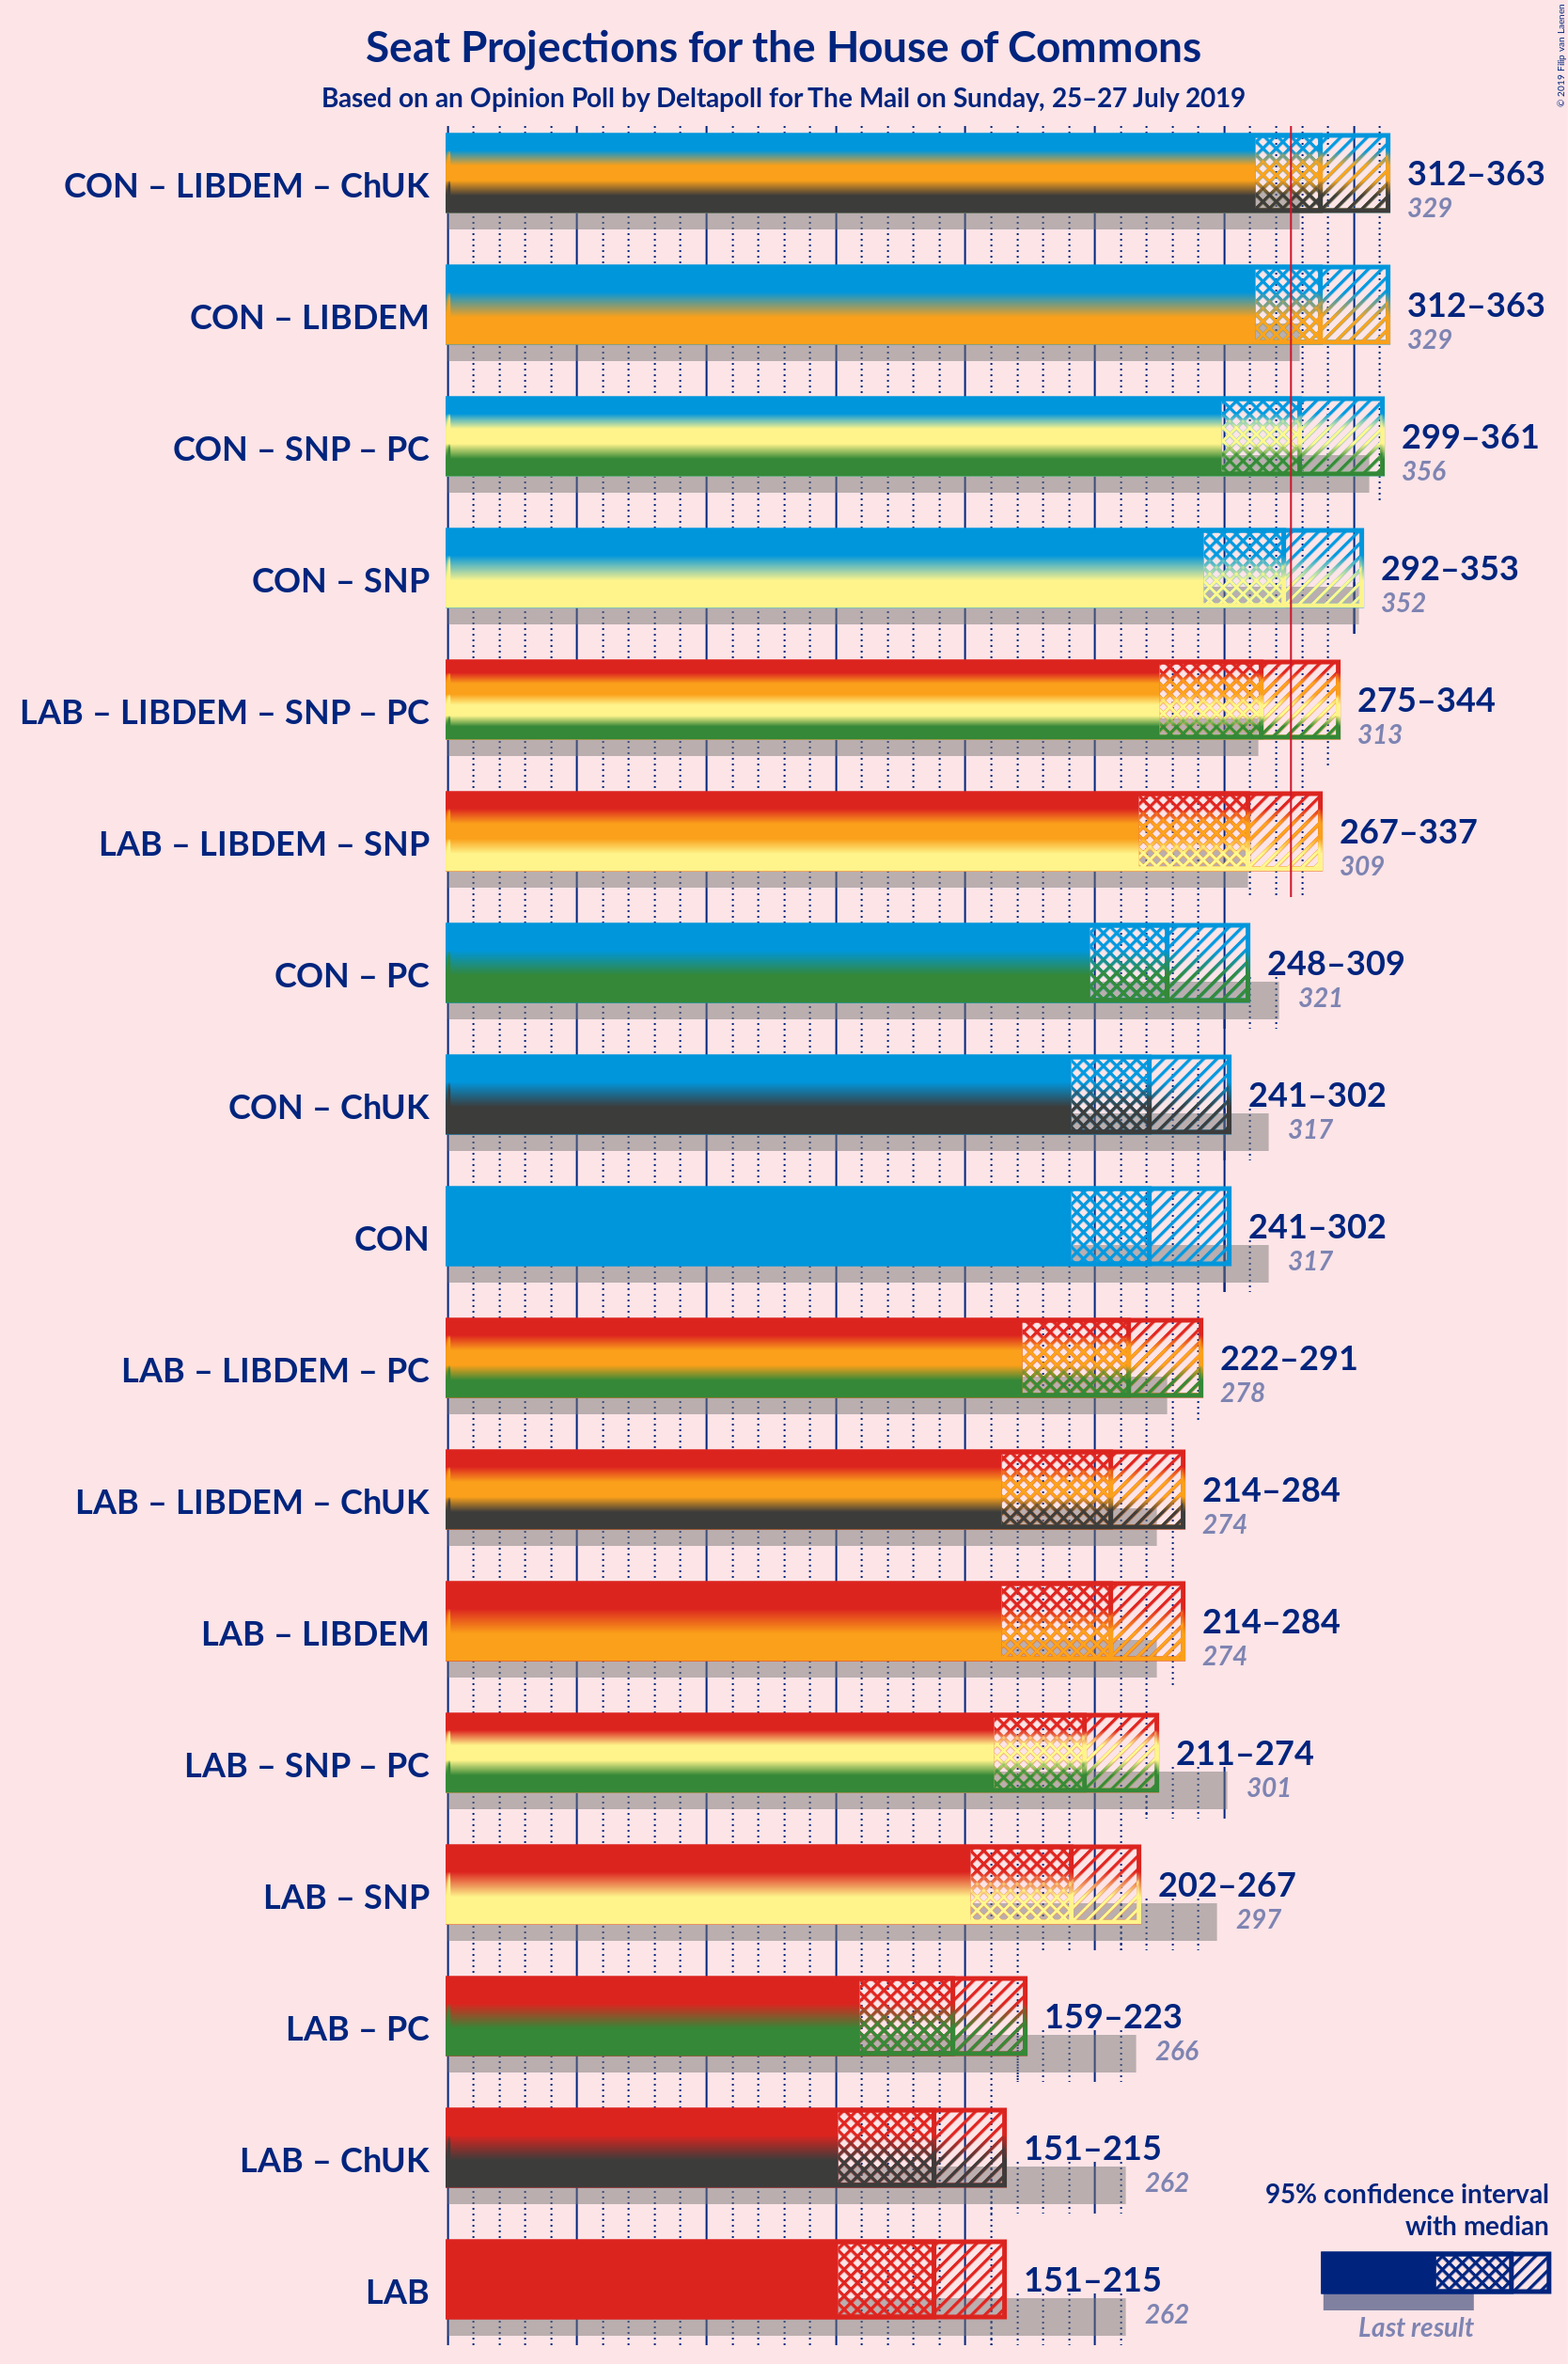 Seat Projections for the House of Commons
Based on an Opinion Poll by Deltapoll for The Mail on Sunday, 25–27 July 2019
© 2019 Filip van Laenen
CON – LIBDEM – ChUK
312–363
329
CON – LIBDEM
312–363
329
CON – SNP – PC
299–361
356
CON – SNP
292–353
352
LAB – LIBDEM – SNP – PC
275–344
313
LAB – LIBDEM – SNP
267–337
309
CON – PC
248–309
321
CON – ChUK
241–302
317
CON
241–302
317
LAB – LIBDEM – PC
222–291
278
LAB – LIBDEM – ChUK
214–284
274
LAB – LIBDEM
214–284
274
LAB – SNP – PC
211–274
301
LAB – SNP
202–267
297
LAB – PC
159–223
266
LAB – ChUK
151–215
262
LAB
151–215
262
95% confidence interval
with median
Last result